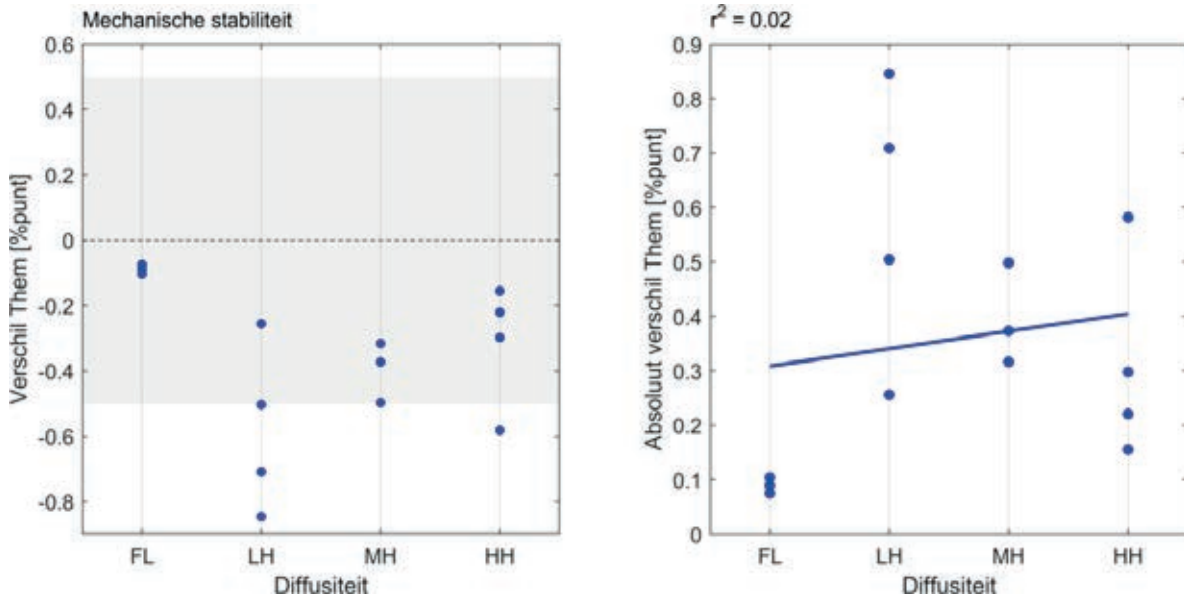 Mechanische stabiliteit
0.6
0.4
0.2
0
-0.2
-0.4
-0.6
-0.8
Verschil Them [%punt]
FL LH MH HH
Diffusiteit
r² = 0.02
0.9
0.8
0.7
0.6
0.5
0.4
0.3
0.2
0.1
0
Absoluut verschil Them [%punt]
FL LH MH HH
Diffusiteit